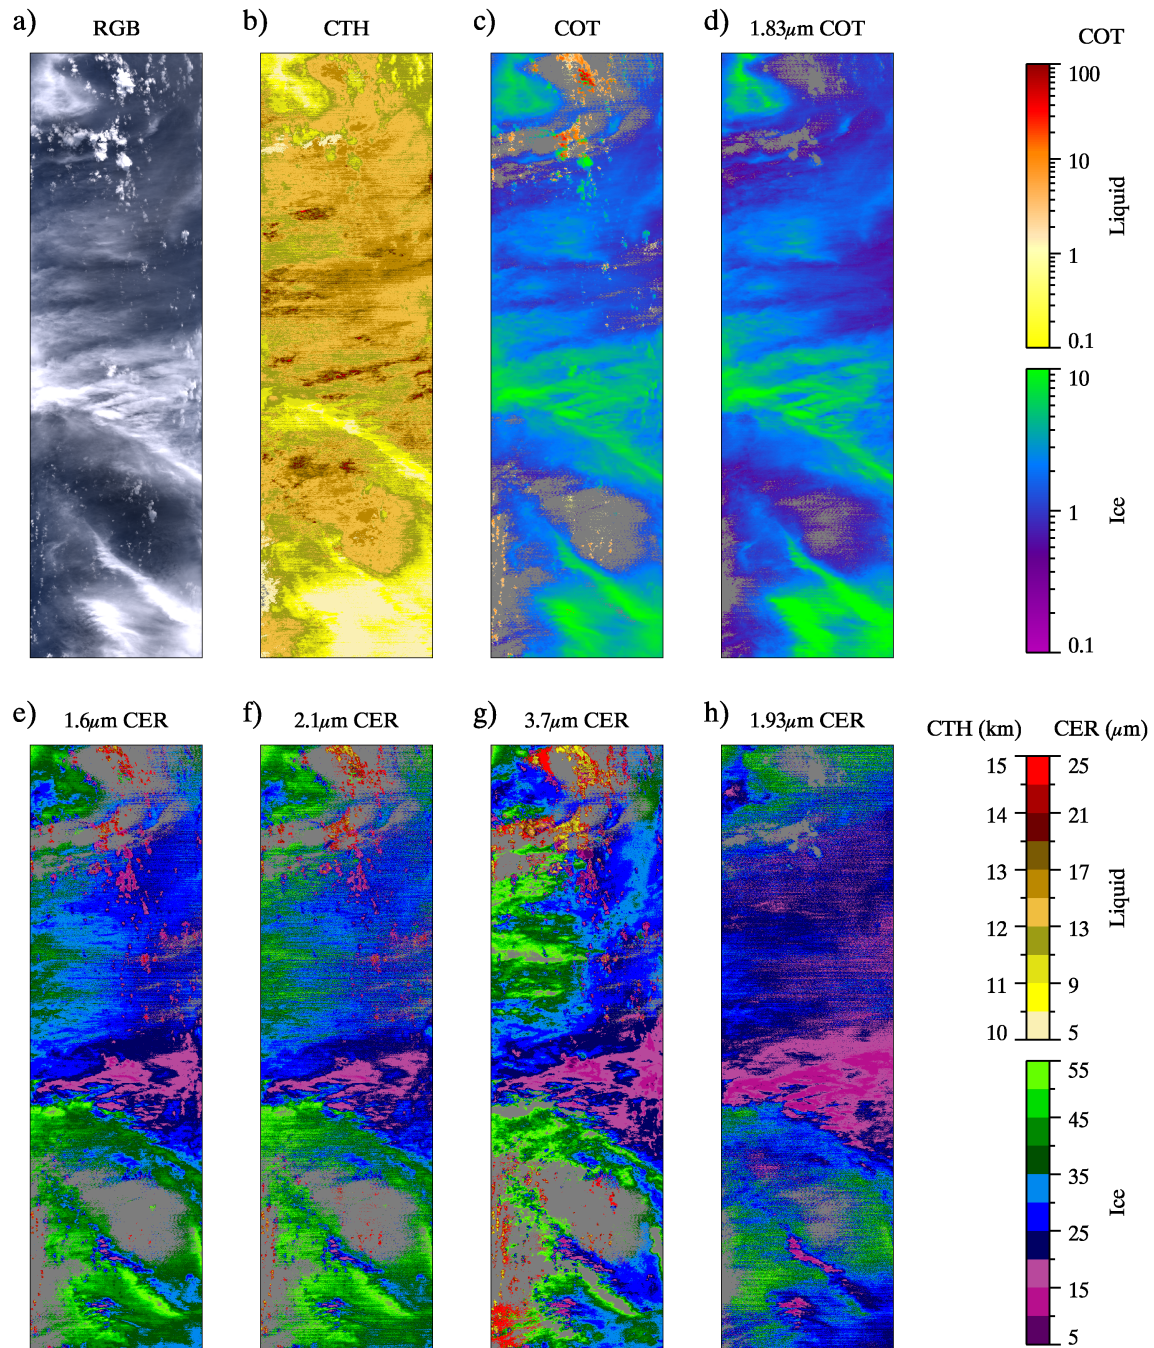 a) RGB
b) CTH
c) COT
d) 1.83μm COT
COT
100
10
1
0.1
Liquid
10
1
0.1
Ice
e) 1.6μm CER
f) 2.1μm CER
g) 3.7μm CER
h) 1.93μm CER
CTH (km) CER (μm)
15 25
14 21
13 17
12 13
11 9
10 5
Liquid
55
45
35
25
15
5
Ice